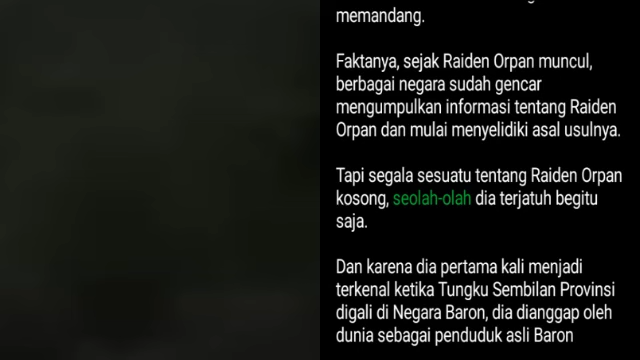 memandang.
Faktanya, sejak Raiden Orpan muncul,
berbagai negara sudah gencar
mengumpulkan informasi tentang Raiden
Orpan dan mulai menyelidiki asal usulnya.
Tapi segala sesuatu tentang Raiden Orpan
kosong, seolah-olah dia terjatuh begitu
saja.
Dan karena dia pertama kali menjadi
terkenal ketika Tungku Sembilan Provinsi
digali di Negara Baron, dia dianggap oleh
dunia sebagai penduduk asli Baron